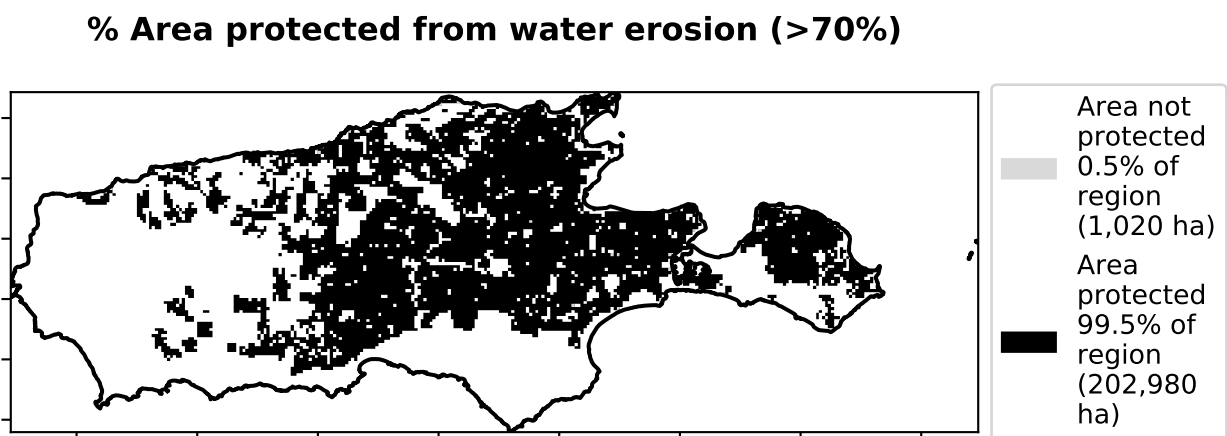 % Area protected from water erosion (>70%)
Area not
protected
0.5% of
region
(1,020 ha)
Area
protected
99.5% of
region
(202,980
ha)